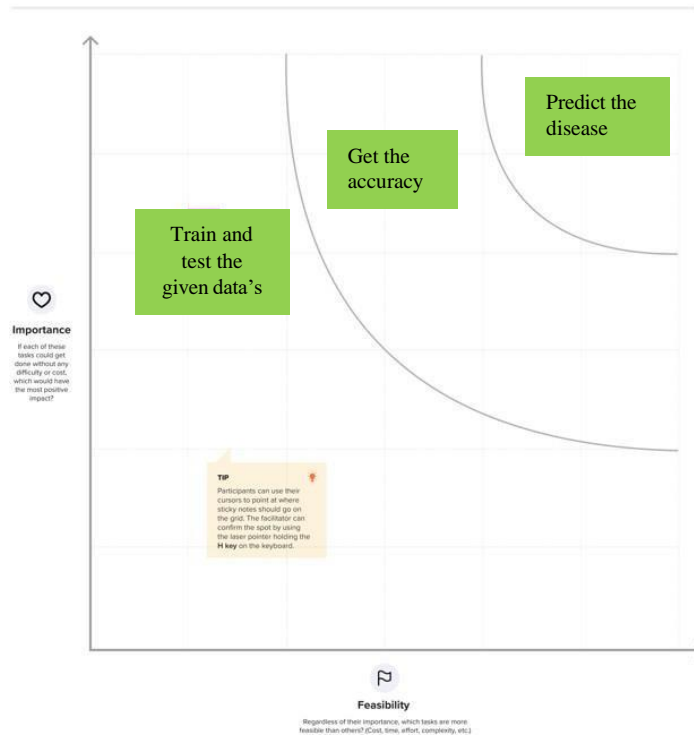 Predict the
disease
Get the
accuracy
Train and
test the
given data's
Importance
If each of these
tasks could get
done without any
difficulty or cost,
which would have
the most positive
impact?
TIP
Participants can use their
cursors to point at where
sticky notes should go on
the grid. The facilitator can
confirm the spot by using
the laser pointer holding the
H key on the keyboard.
Feasibility
Regardless of their importance, which tasks are more
feasible than others? (Cost, time, effort, complexity, etc.)